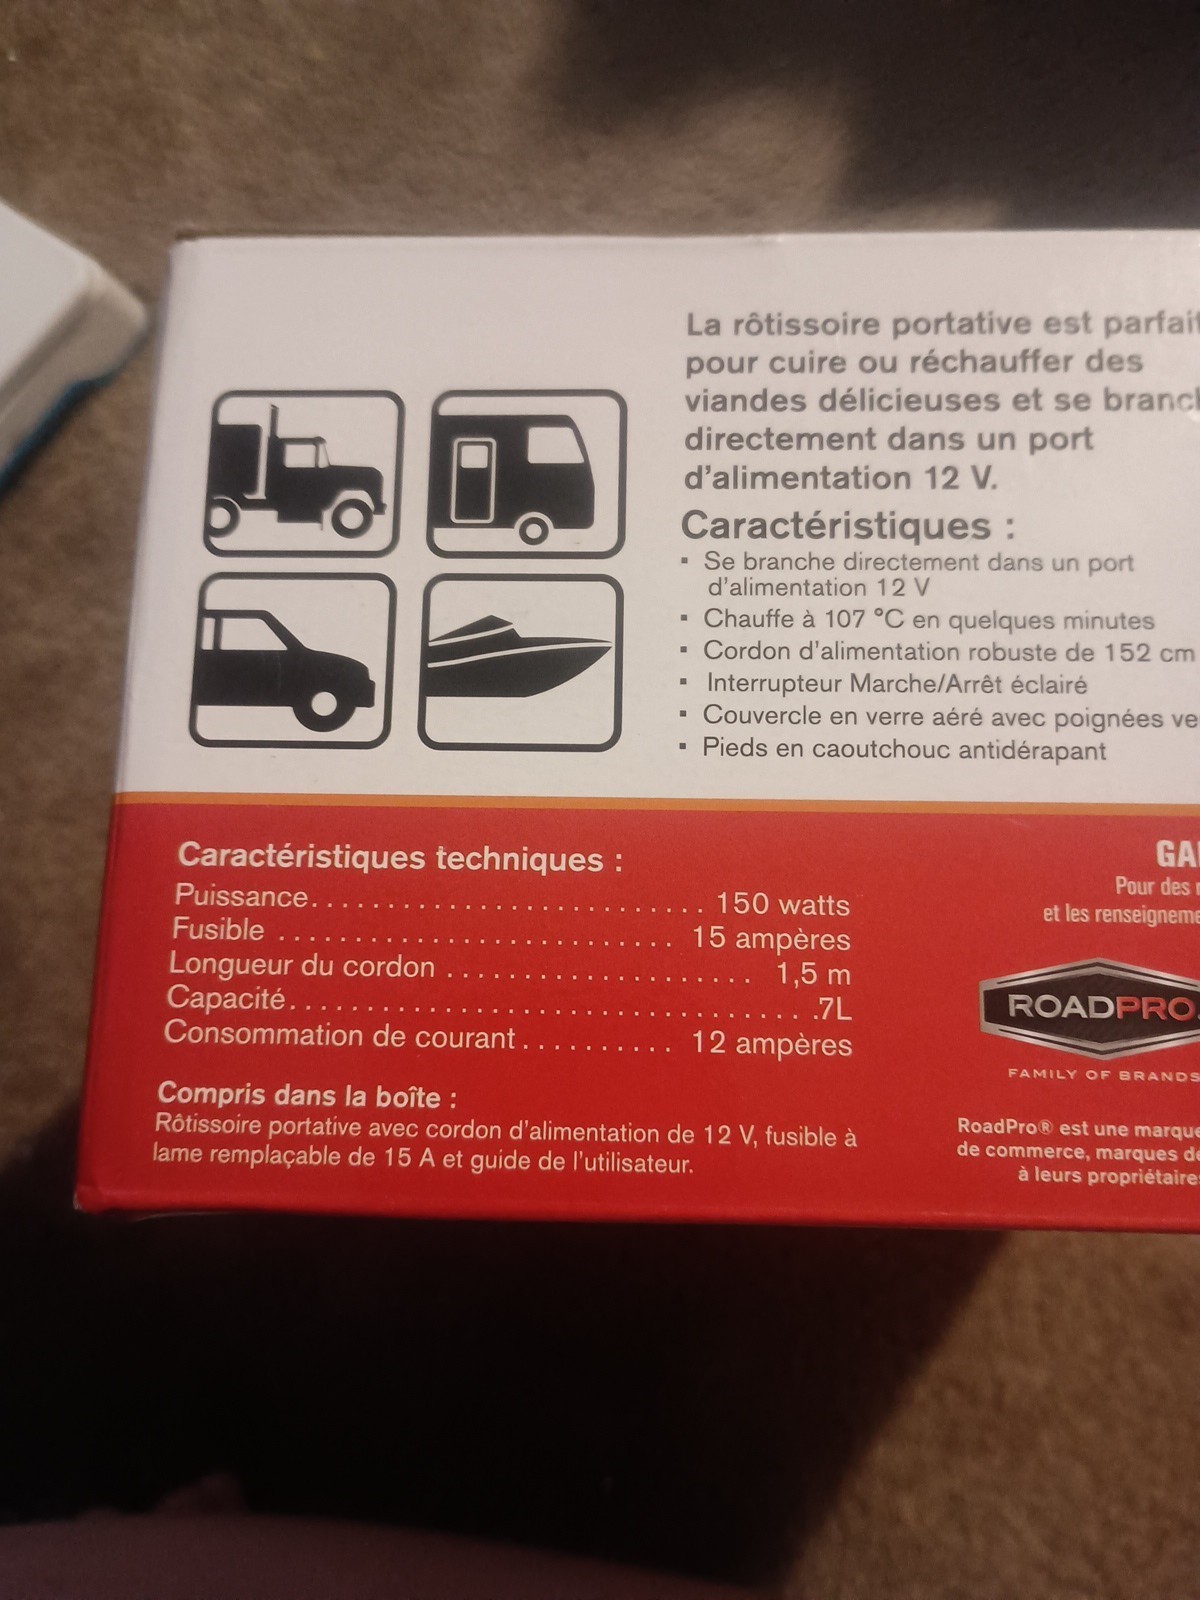 La rôtissoire portative est parfait
pour cuire ou réchauffer des
viandes délicieuses et se branch
directement dans un port
d'alimentation 12 V.
Caractéristiques :
▪ Se branche directement dans un port
d'alimentation 12 V
▪ Chauffe à 107 °C en quelques minutes
▪ Cordon d'alimentation robuste de 152 cm
▪ Interrupteur Marche/Arrêt éclairé
▪ Couvercle en verre aéré avec poignées ve
▪ Pieds en caoutchouc antidérapant
Caractéristiques techniques :
Puissance............................ 150 watts
Fusible ............................ 15 ampères
Longueur du cordon ..................... 1,5 m
Capacité.................................... .7L
Consommation de courant .......... 12 ampères
Compris dans la boîte :
Rôtissoire portative avec cordon d'alimentation de 12 V, fusible à
lame remplaçable de 15 A et guide de l'utilisateur.
GA
Pour des
et les renseigneme
ROADPRO
FAMILY OF BRANDS
RoadPro® est une marque
de commerce, marques de
à leurs propriétaire